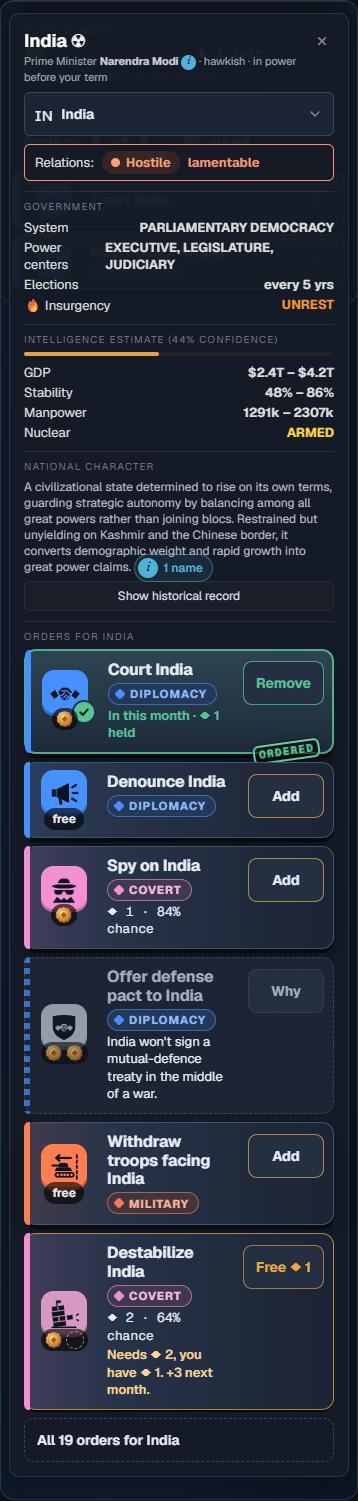 India ☢
×
Prime Minister Narendra Modi i · hawkish · in power
before your term
IN India
Relations: Hostile lamentable
GOVERNMENT
System PARLIAMENTARY DEMOCRACY
Power centers EXECUTIVE, LEGISLATURE, JUDICIARY
Elections every 5 yrs
🔥 Insurgency UNREST
INTELLIGENCE ESTIMATE (44% CONFIDENCE)
GDP $2.4T – $4.2T
Stability 48% – 86%
Manpower 1291k – 2307k
Nuclear ARMED
NATIONAL CHARACTER
A civilizational state determined to rise on its own terms,
guarding strategic autonomy by balancing among all
great powers rather than joining blocs. Restrained but
unyielding on Kashmir and the Chinese border, it
converts demographic weight and rapid growth into
great power claims. i 1 name
Show historical record
ORDERS FOR INDIA
Court India
DIPLOMACY
In this month · ◆ 1
held
Remove
ORDERED
Denounce India
DIPLOMACY
free
Add
Spy on India
COVERT
◆ 1 · 84%
chance
Add
Offer defense
pact to India
DIPLOMACY
India won't sign a
mutual-defence
treaty in the middle
of a war.
Why
Withdraw
troops facing
India
MILITARY
free
Add
Destabilize
India
COVERT
◆ 2 · 64%
chance
Needs ◆ 2, you
have ◆ 1. +3 next
month.
Free ◆ 1
All 19 orders for India